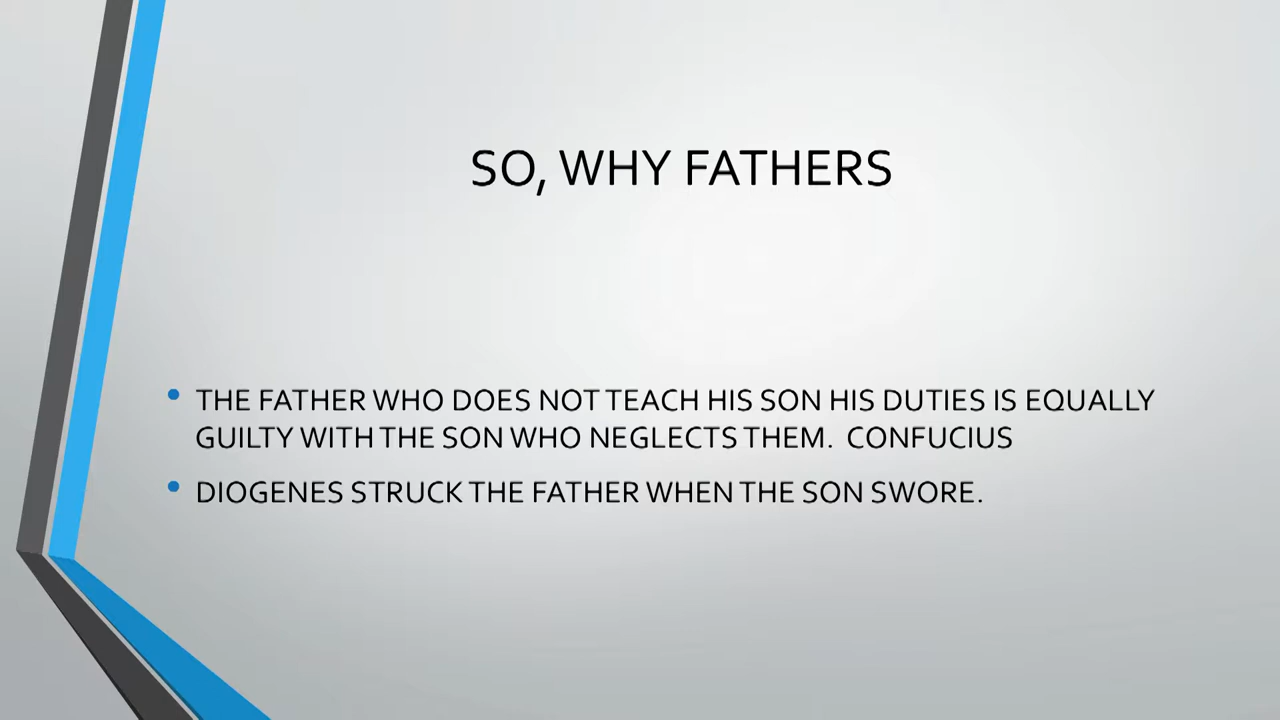 SO, WHY FATHERS
• THE FATHER WHO DOES NOT TEACH HIS SON HIS DUTIES IS EQUALLY
GUILTY WITH THE SON WHO NEGLECTS THEM.  CONFUCIUS
• DIOGENES STRUCK THE FATHER WHEN THE SON SWORE.